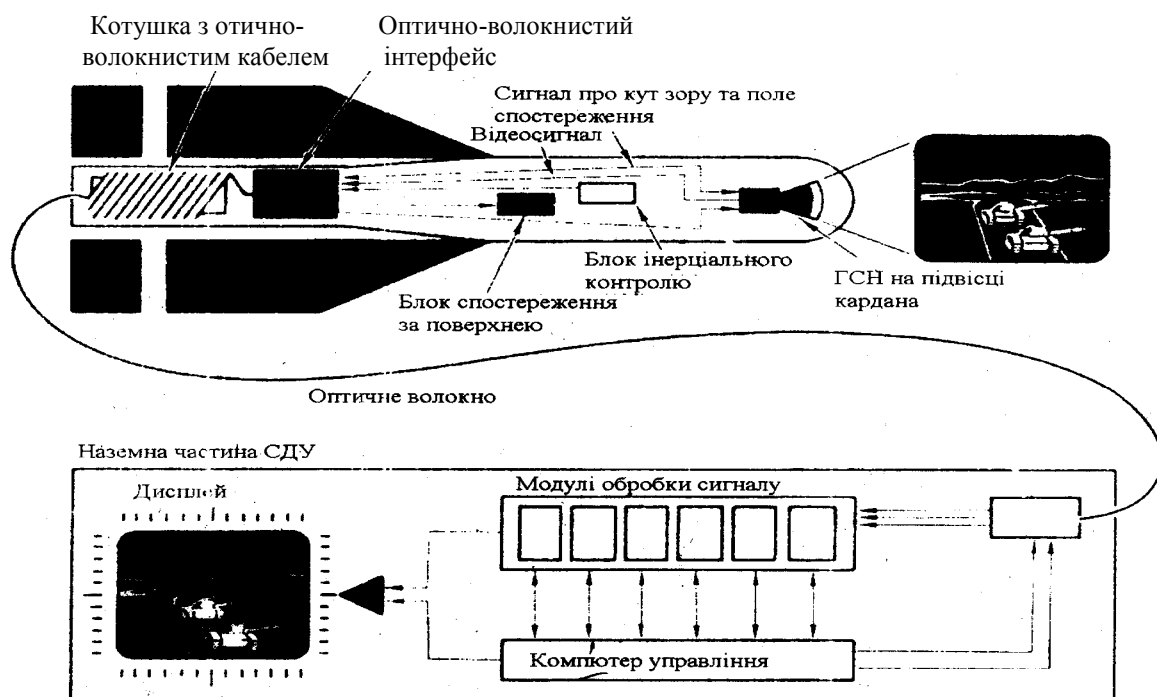 Котушка з отично-
волокнистим кабелем
Оптично-волокнистий
інтерфейс
Сигнал про кут зору та поле
спостереження
Відеосигнал
Блок інерціального
контролю
ГСН на підвісці
кардана
Блок спостереження
за поверхнею
Оптичне волокно
Наземна частина СДУ
Дисплей
Модулі обробки сигналу
Компютер управління